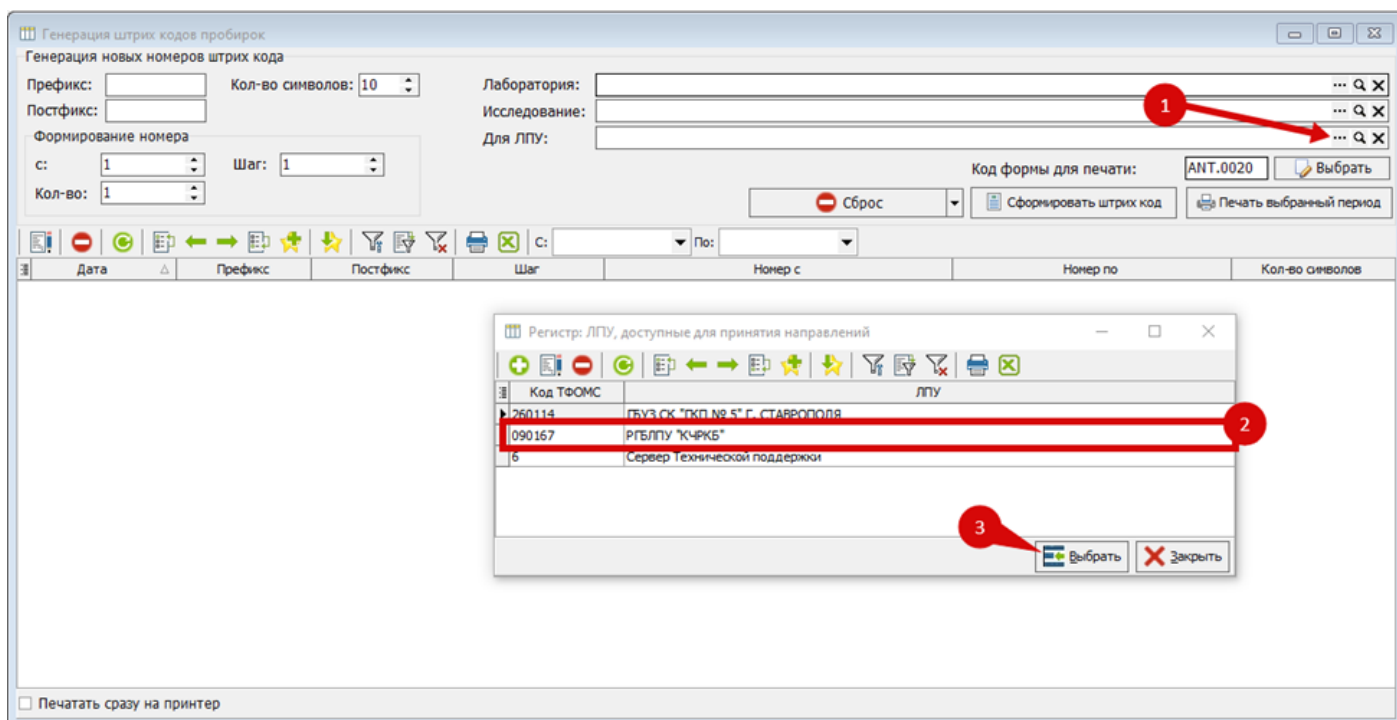 Генерация штрих кодов пробирок
Генерация новых номеров штрих кода
Префикс: Кол-во символов: 10 Лаборатория:
Постфикс: Исследование:
1
Формирование номера Для ЛПУ:
с: 1 Шаг: 1 Код формы для печати: ANT.0020 Выбрать
Кол-во: 1 Сброс Сформировать штрих код Печать выбранный период
С: По:
Дата Префикс Постфикс Шаг Номер с Номер по Кол-во символов
Регистр: ЛПУ, доступные для принятия направлений
Код ТФОМС ЛПУ
260114 ГБУЗ СК "ГКП № 5" Г. СТАВРОПОЛЯ
090167 РГБЛПУ "КЧРКБ" 2
6 Сервер Технической поддержки
3
Выбрать Закрыть
Печатать сразу на принтер